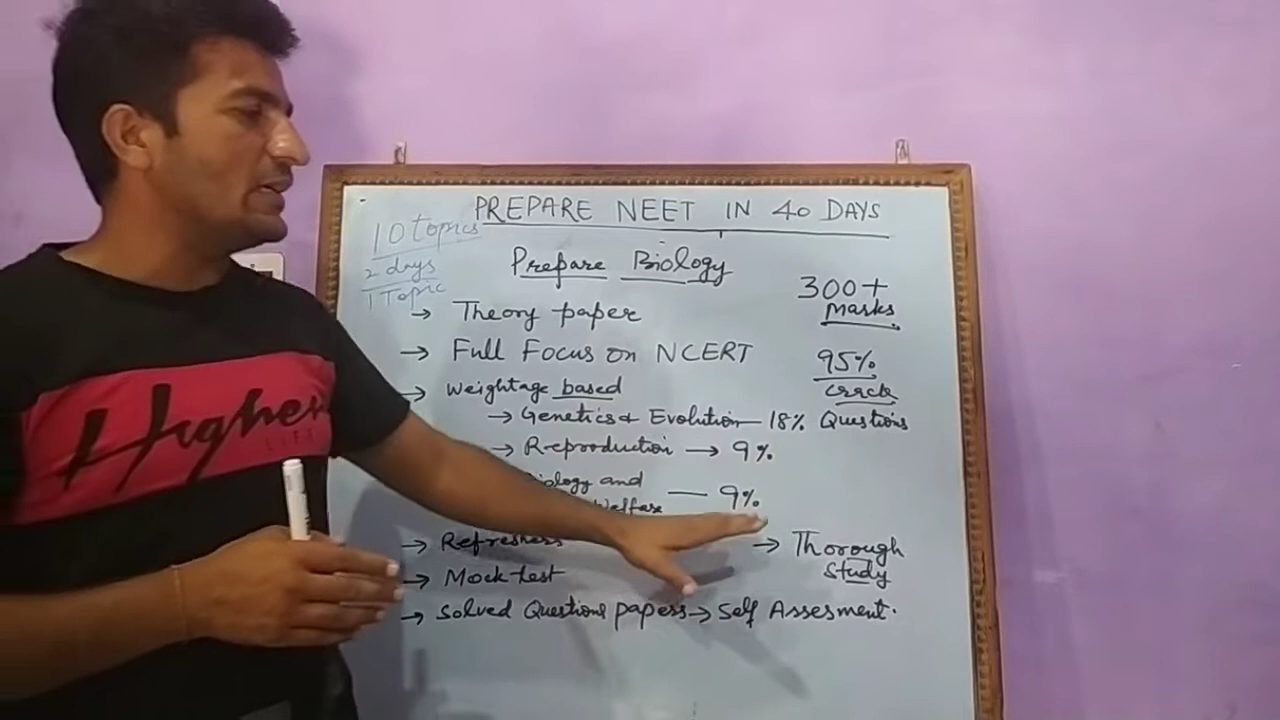 PREPARE NEET IN 40 DAYS
10 topics
2 days
1 Topic
Prepare Biology
300+
Marks
→ Theory paper
→ Full Focus on NCERT
95%
crack
→ Weightage based
→ Genetics & Evolution — 18% Questions
→ Reproduction → 9%
Biology and
Welfare — 9%
→ Refreshers
→ Thorough
Study
→ Mock test
→ Solved Questions papers → Self Assesment.
Higher